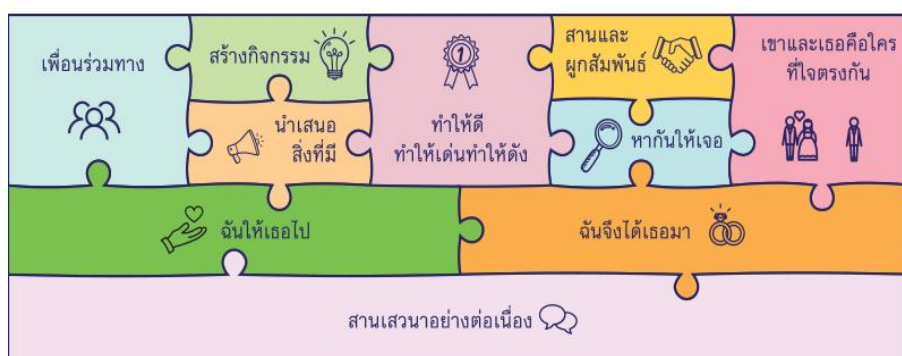 เพื่อนร่วมทาง
สร้างกิจกรรม
นำเสนอ
สิ่งที่มี
1
ทำให้ดี
ทำให้เด่นทำให้ดัง
สานและ
ผูกสัมพันธ์
หากันให้เจอ
เขาและเธอคือใคร
ที่ใจตรงกัน
ฉันให้เธอไป
ฉันจึงได้เธอมา
สานเสวนาอย่างต่อเนื่อง